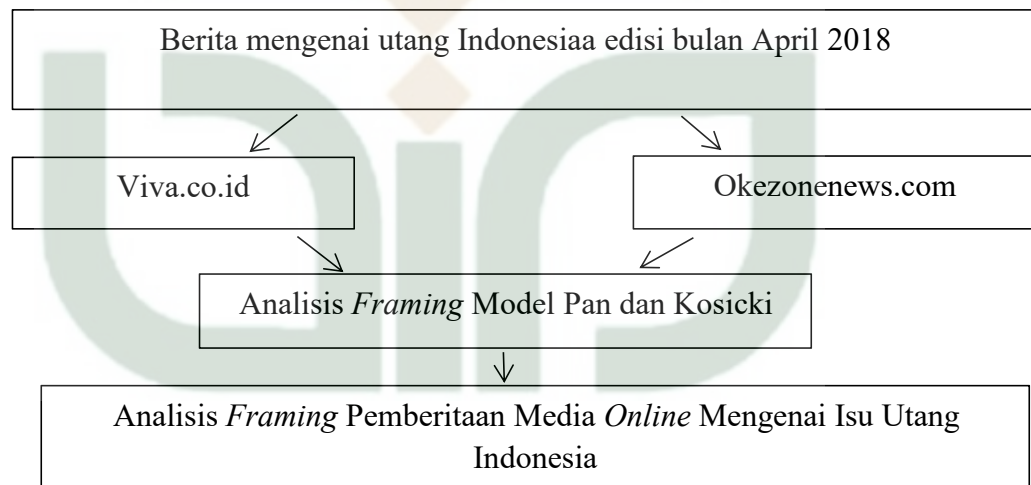 Berita mengenai utang Indonesiaa edisi bulan April 2018
Viva.co.id
Okezonenews.com
Analisis Framing Model Pan dan Kosicki
Analisis Framing Pemberitaan Media Online Mengenai Isu Utang
Indonesia